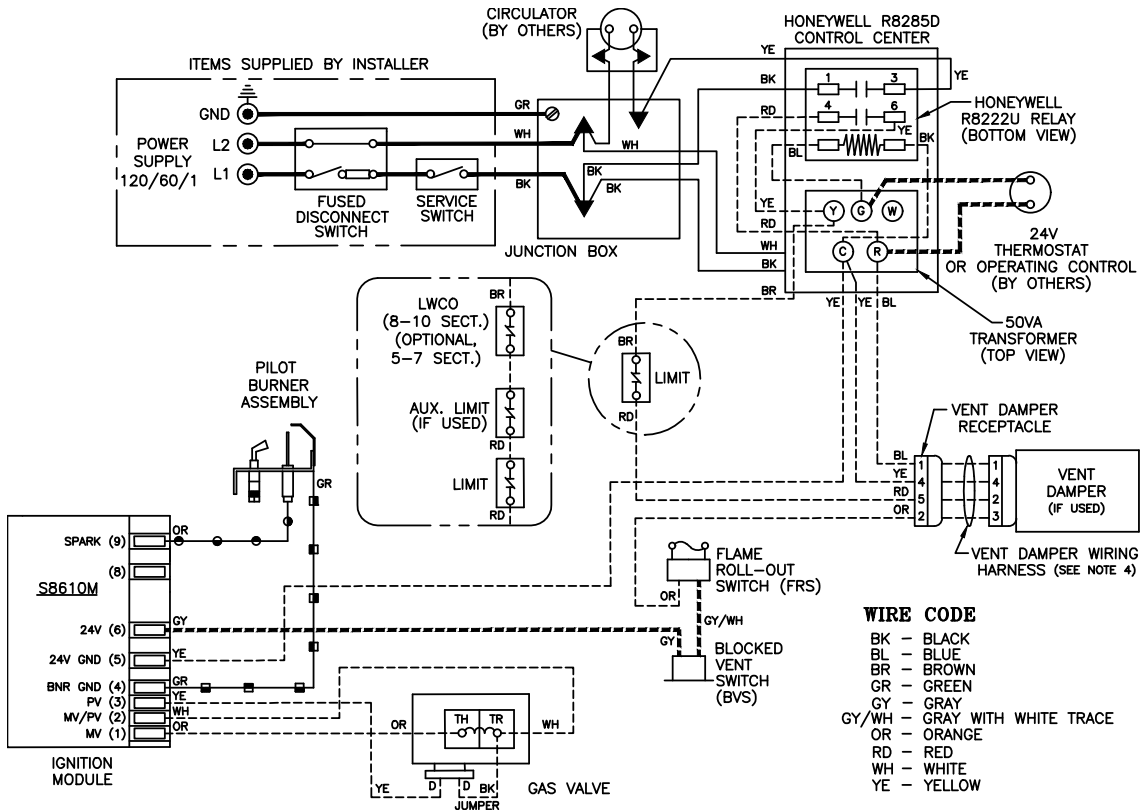 CIRCULATOR
(BY OTHERS)
HONEYWELL R8285D
CONTROL CENTER
ITEMS SUPPLIED BY INSTALLER
YE
BK
YE
1
3
GND
GR
RD
4
6
HONEYWELL
R8222U RELAY
(BOTTOM VIEW)
POWER
SUPPLY
120/60/1
L2
WH
WH
YE
BK
BL
L1
BK
BK
BK
FUSED
DISCONNECT
SWITCH
SERVICE
SWITCH
YE
Y
G
W
RD
JUNCTION BOX
WH
BK
C
R
24V
THERMOSTAT
OR OPERATING CONTROL
(BY OTHERS)
BR
YE
YE
BL
50VA
TRANSFORMER
(TOP VIEW)
BR
LWCO
(8-10 SECT.)
(OPTIONAL,
5-7 SECT.)
BR
LIMIT
RD
AUX. LIMIT
(IF USED)
RD
LIMIT
RD
PILOT
BURNER
ASSEMBLY
GR
VENT DAMPER
RECEPTACLE
BL
1
1
YE
4
4
RD
5
2
OR
2
3
VENT
DAMPER
(IF USED)
VENT DAMPER WIRING
HARNESS (SEE NOTE 4)
SPARK (9)
OR
(8)
S8610M
24V (6)
GY
24V GND (5)
YE
BNR GND (4)
GR
PV (3)
YE
MV/PV (2)
WH
MV (1)
OR
IGNITION
MODULE
FLAME
ROLL-OUT
SWITCH (FRS)
OR
GY/WH
GY
BLOCKED
VENT
SWITCH
(BVS)
OR
TH
TR
WH
YE
D
D
BK
JUMPER
GAS VALVE
WIRE CODE
BK - BLACK
BL - BLUE
BR - BROWN
GR - GREEN
GY - GRAY
GY/WH - GRAY WITH WHITE TRACE
OR - ORANGE
RD - RED
WH - WHITE
YE - YELLOW